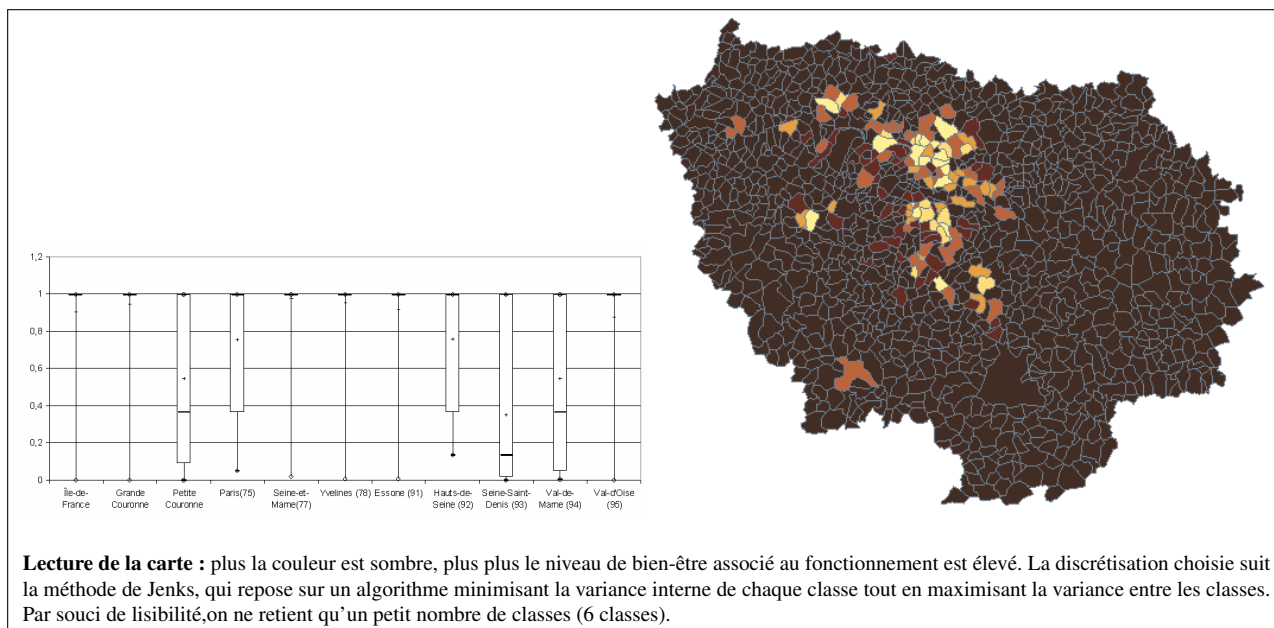 1,2
1
0,8
0,6
0,4
0,2
0
Île-de-
France
Grande
Couronne
Petite
Couronne
Paris(75)
Seine-et-
Marne(77)
Yvelines (78)
Essone (91)
Hauts-de-
Seine (92)
Seine-Saint-
Denis (93)
Val-de-
Marne (94)
Val-d'Oise
(95)
Lecture de la carte : plus la couleur est sombre, plus plus le niveau de bien-être associé au fonctionnement est élevé. La discrétisation choisie suit
la méthode de Jenks, qui repose sur un algorithme minimisant la variance interne de chaque classe tout en maximisant la variance entre les classes.
Par souci de lisibilité,on ne retient qu'un petit nombre de classes (6 classes).